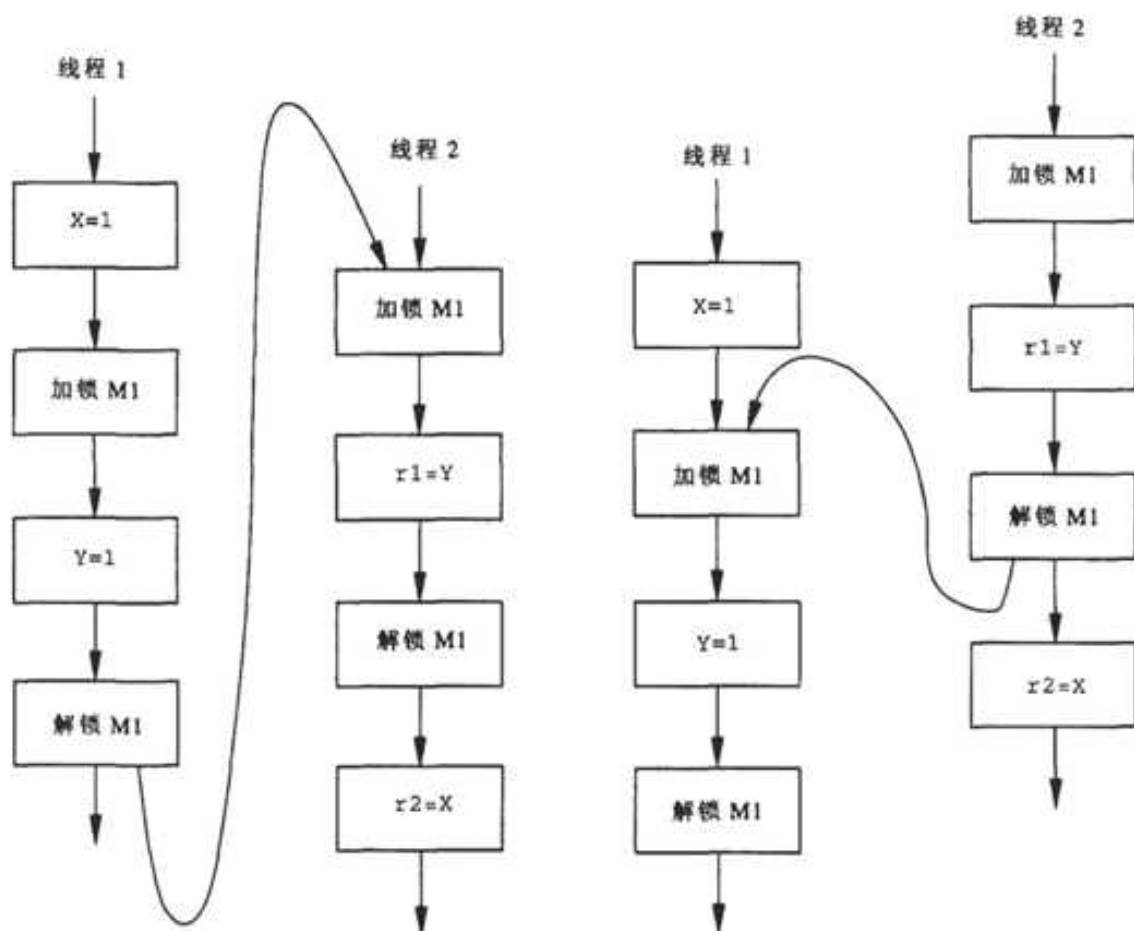 线程 1
X=1
加锁 M1
Y=1
解锁 M1
线程 2
加锁 M1
r1=Y
解锁 M1
r2=X
线程 1
X=1
加锁 M1
Y=1
解锁 M1
线程 2
加锁 M1
r1=Y
解锁 M1
r2=X